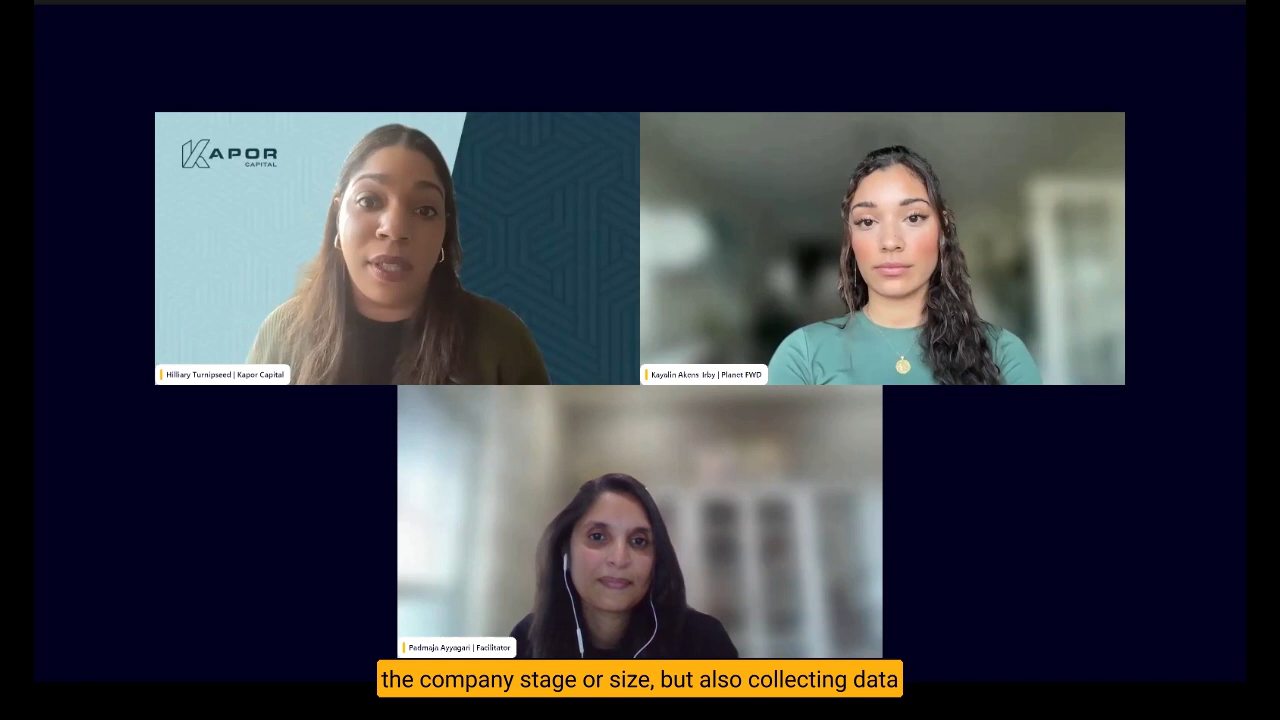 KAPOR
CAPITAL
Hilliary Turnipseed | Kapor Capital
Kayalin Akens-Irby | Planet FWD
Padmaja Ayyagari | Facilitator
the company stage or size, but also collecting data